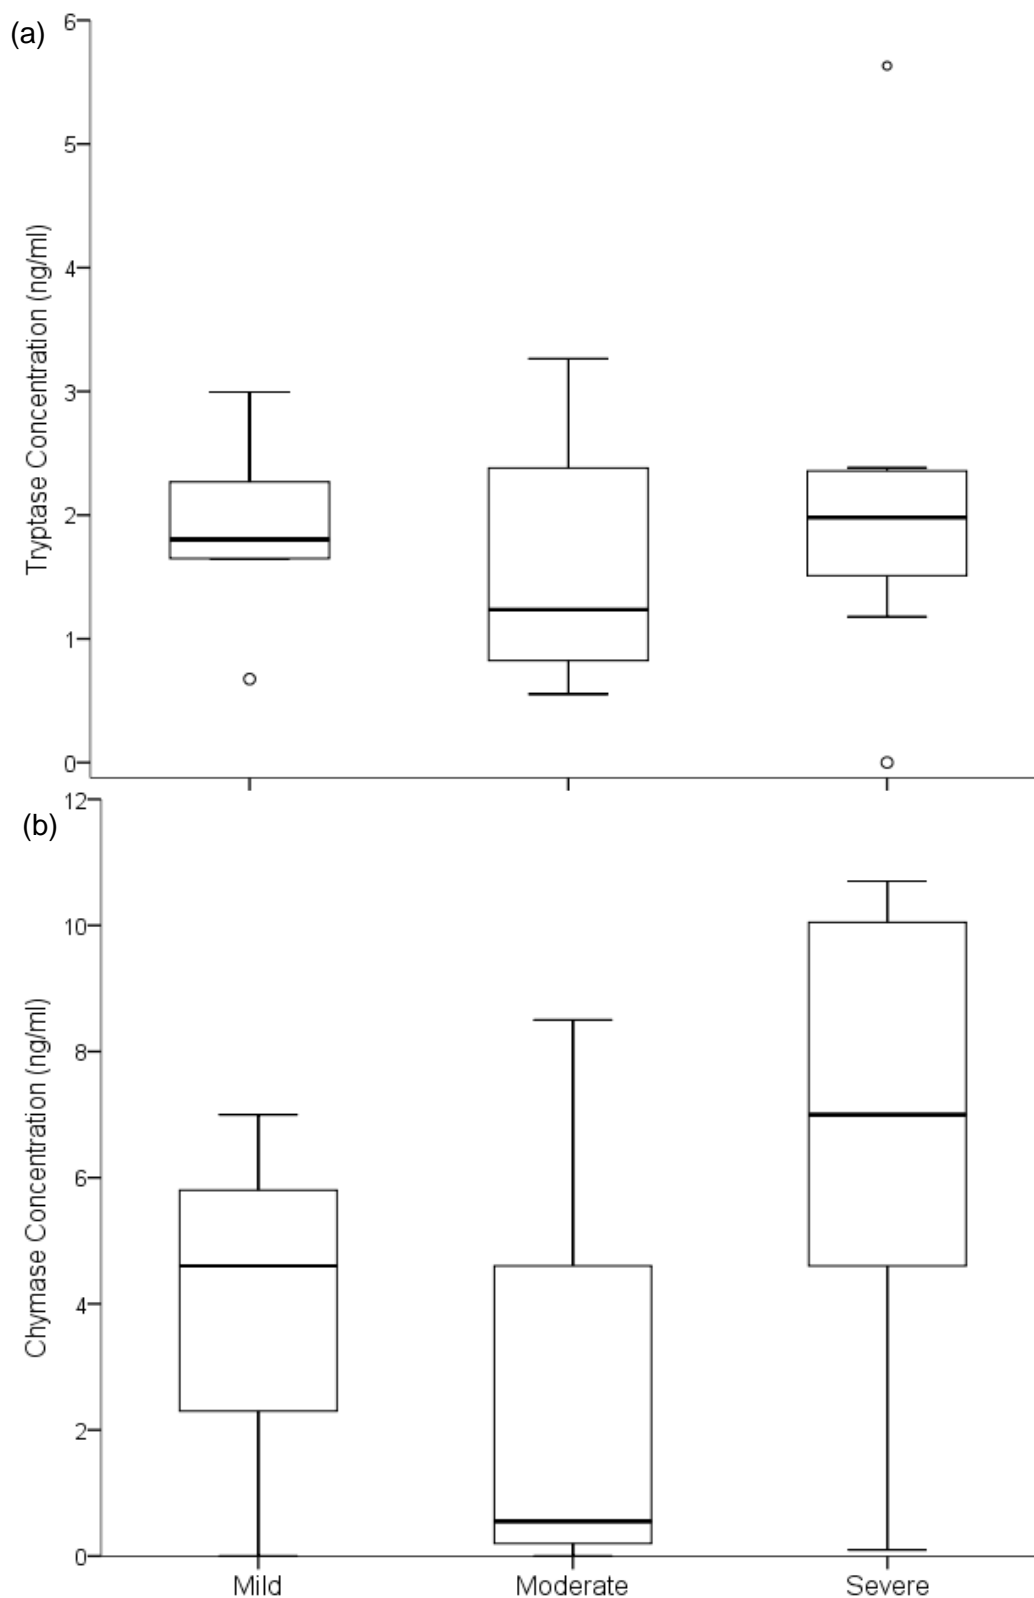 (a)
Tryptase Concentration (ng/ml)
6
5
4
3
2
1
0
(b)
Chymase Concentration (ng/ml)
12
10
8
6
4
2
0
Mild Moderate Severe